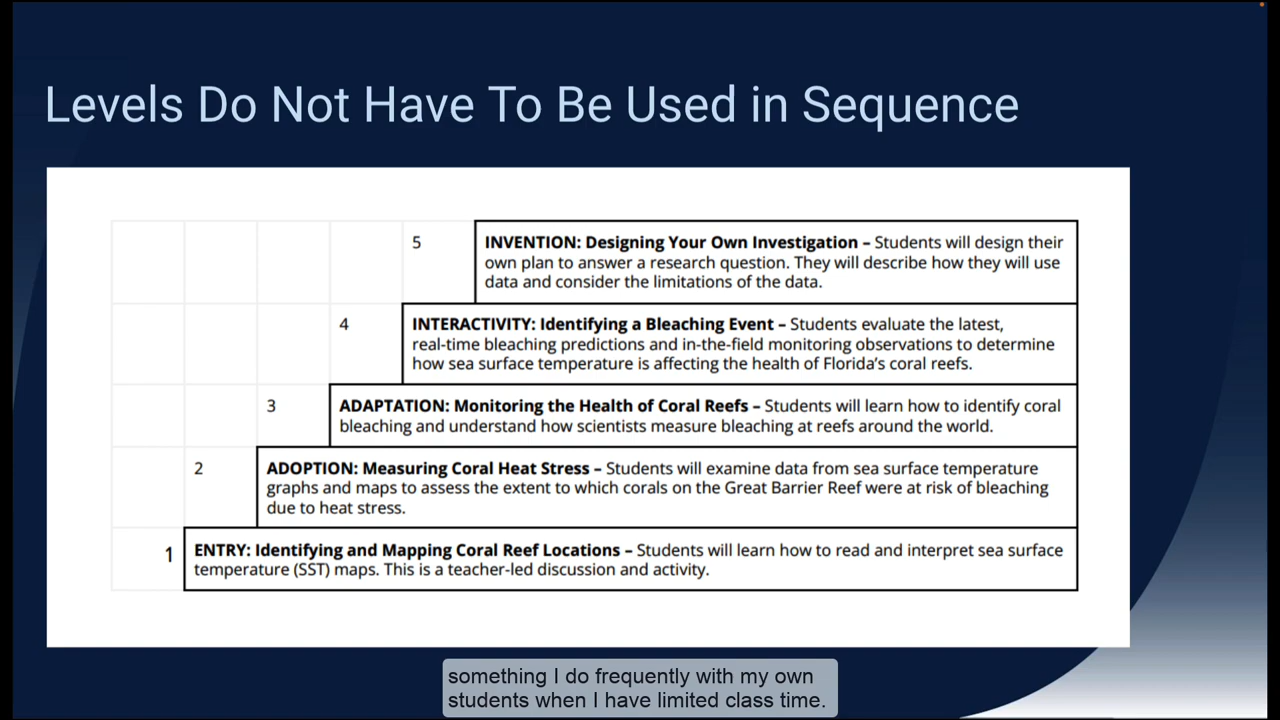 Levels Do Not Have To Be Used in Sequence
5
INVENTION: Designing Your Own Investigation – Students will design their
own plan to answer a research question. They will describe how they will use
data and consider the limitations of the data.
4
INTERACTIVITY: Identifying a Bleaching Event – Students evaluate the latest,
real-time bleaching predictions and in-the-field monitoring observations to determine
how sea surface temperature is affecting the health of Florida’s coral reefs.
3
ADAPTATION: Monitoring the Health of Coral Reefs – Students will learn how to identify coral
bleaching and understand how scientists measure bleaching at reefs around the world.
2
ADOPTION: Measuring Coral Heat Stress – Students will examine data from sea surface temperature
graphs and maps to assess the extent to which corals on the Great Barrier Reef were at risk of bleaching
due to heat stress.
1
ENTRY: Identifying and Mapping Coral Reef Locations – Students will learn how to read and interpret sea surface
temperature (SST) maps. This is a teacher-led discussion and activity.
something I do frequently with my own
students when I have limited class time.